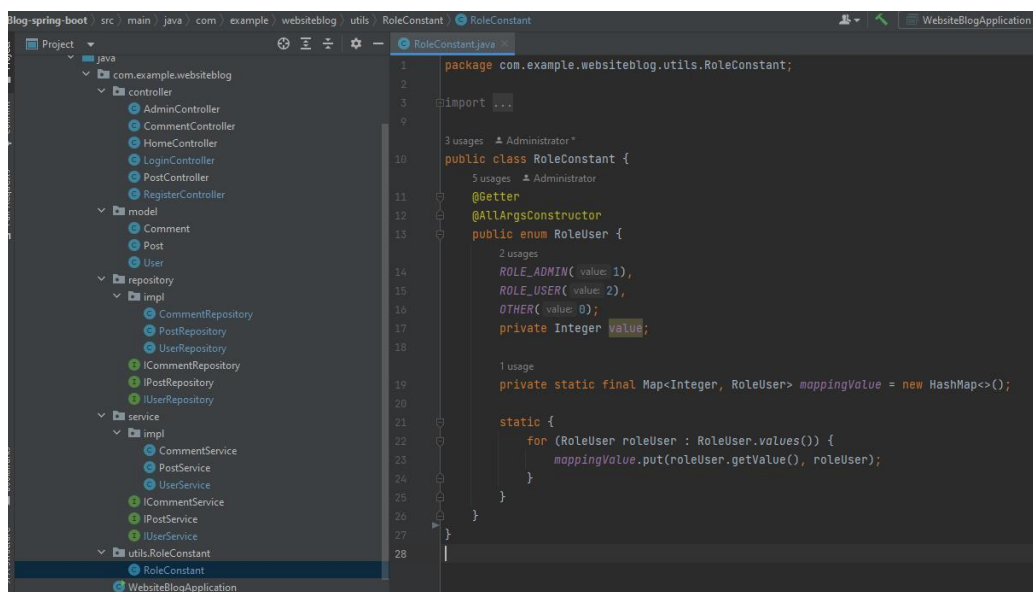 Blog-spring-boot > src > main > java > com > example > websiteblog > utils > RoleConstant > RoleConstant
WebsiteBlogApplication
Project
RoleConstant.java
java
com.example.websiteblog
controller
AdminController
CommentController
HomeController
LoginController
PostController
RegisterController
model
Comment
Post
User
repository
impl
CommentRepository
PostRepository
UserRepository
ICommentRepository
IPostRepository
IUserRepository
service
impl
CommentService
PostService
UserService
ICommentService
IPostService
IUserService
utils.RoleConstant
RoleConstant
WebsiteBlogApplication
1 package com.example.websiteblog.utils.RoleConstant;
2
3 import ...
9
3 usages Administrator *
10 public class RoleConstant {
5 usages Administrator
11 @Getter
12 @AllArgsConstructor
13 public enum RoleUser {
2 usages
14 ROLE_ADMIN( value: 1),
15 ROLE_USER( value: 2),
16 OTHER( value: 0);
17 private Integer value;
18
1 usage
19 private static final Map<Integer, RoleUser> mappingValue = new HashMap<>();
20
21 static {
22 for (RoleUser roleUser : RoleUser.values()) {
23 mappingValue.put(roleUser.getValue(), roleUser);
24 }
25 }
26 }
27 }
28